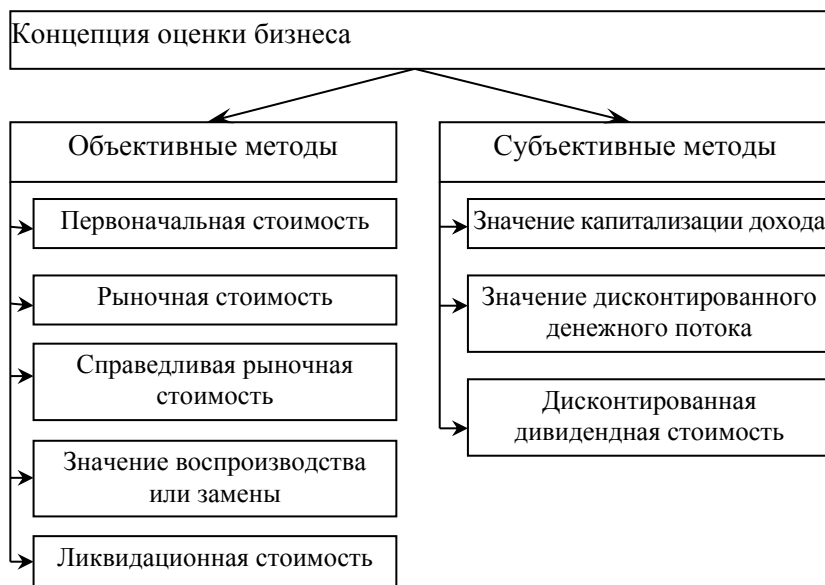 Концепция оценки бизнеса
Объективные методы
Первоначальная стоимость
Рыночная стоимость
Справедливая рыночная
стоимость
Значение воспроизводства
или замены
Ликвидационная стоимость
Субъективные методы
Значение капитализации дохода
Значение дисконтированного
денежного потока
Дисконтированная
дивидендная стоимость